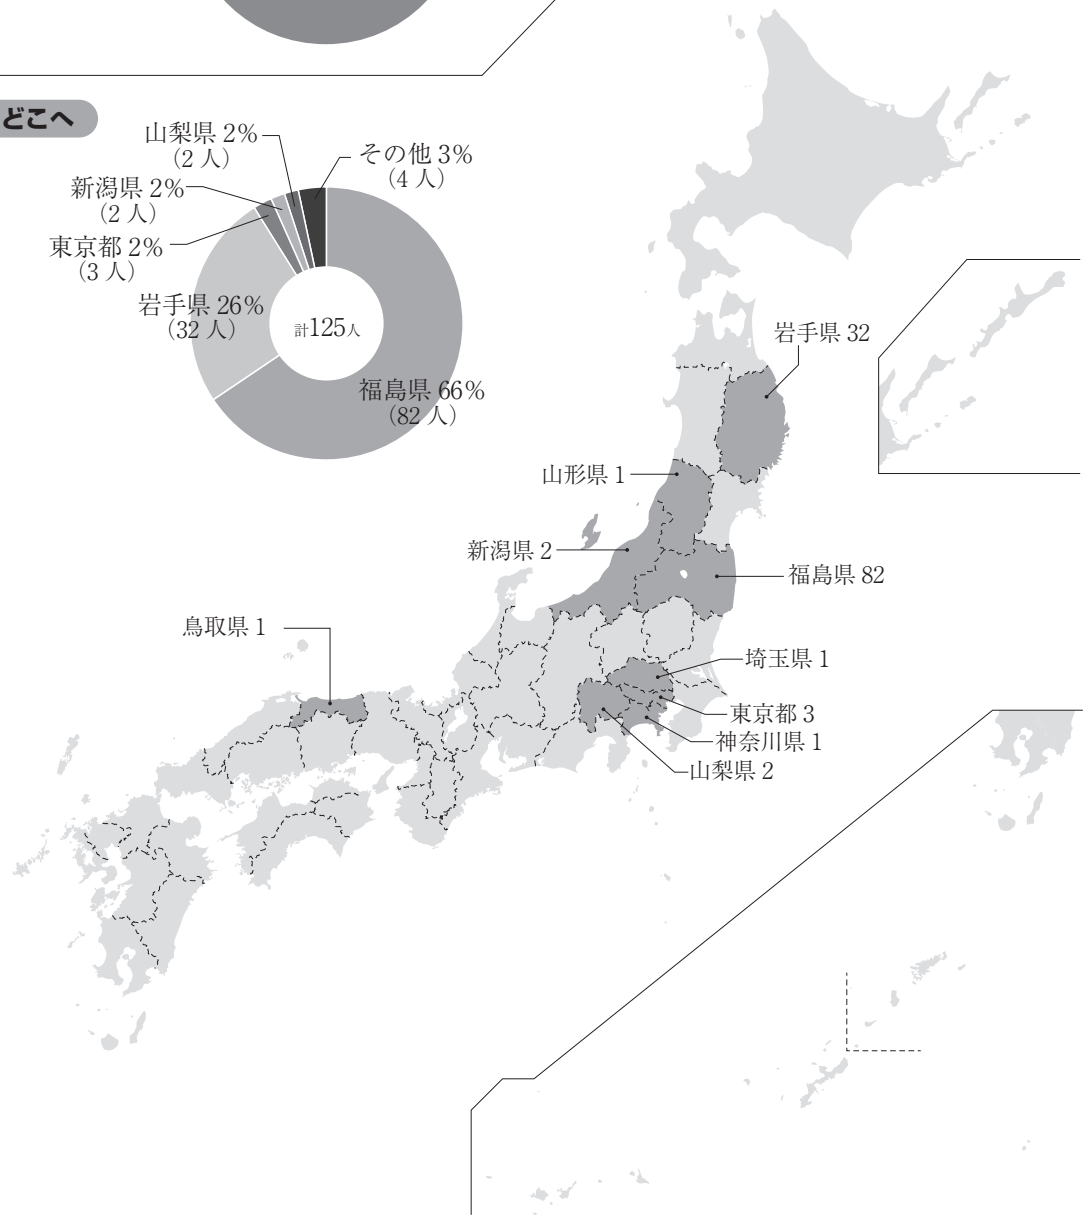 どこへ
山梨県 2%
(2 人)
その他 3%
(4 人)
新潟県 2%
(2 人)
東京都 2%
(3 人)
岩手県 26%
(32 人)
計125人
福島県 66%
(82 人)
岩手県 32
山形県 1
新潟県 2
福島県 82
鳥取県 1
埼玉県 1
東京都 3
神奈川県 1
山梨県 2